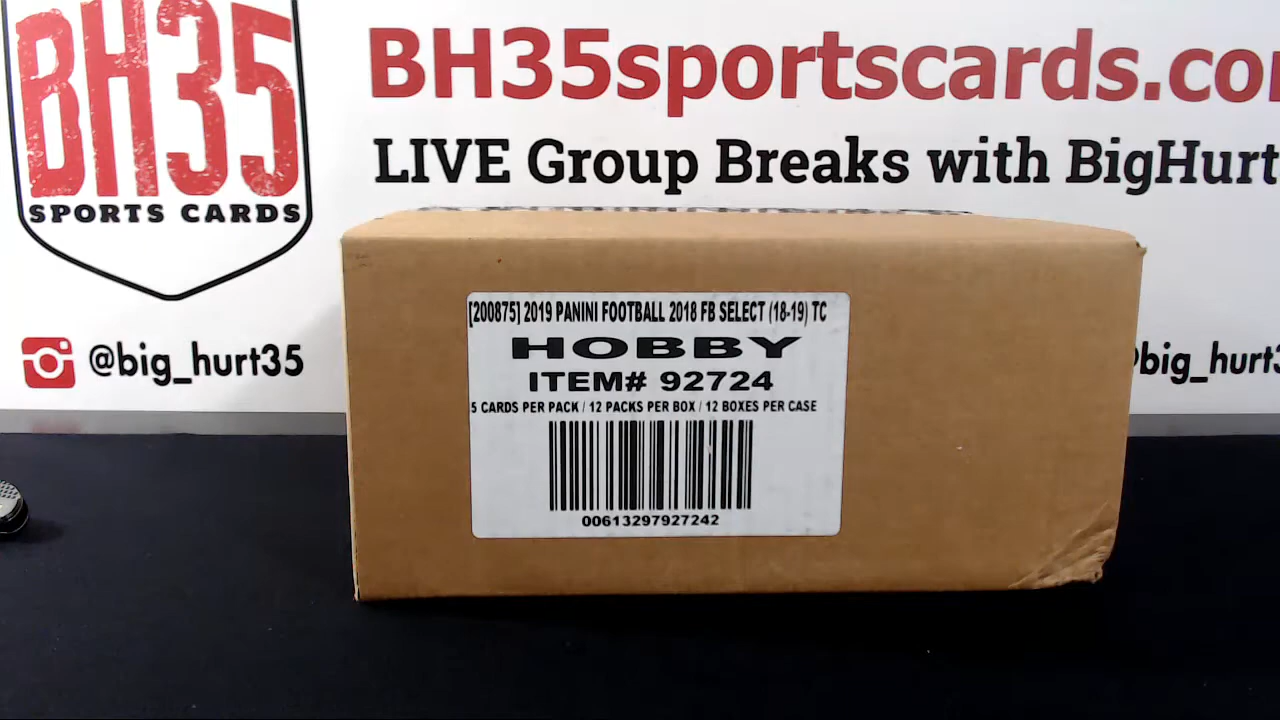 BH35
SPORTS CARDS
BH35sportscards.co
LIVE Group Breaks with BigHurt
@big_hurt35
big_hurt3
[200875] 2019 PANINI FOOTBALL 2018 FB SELECT (18-19) TC
HOBBY
ITEM# 92724
5 CARDS PER PACK / 12 PACKS PER BOX / 12 BOXES PER CASE
00613297927242